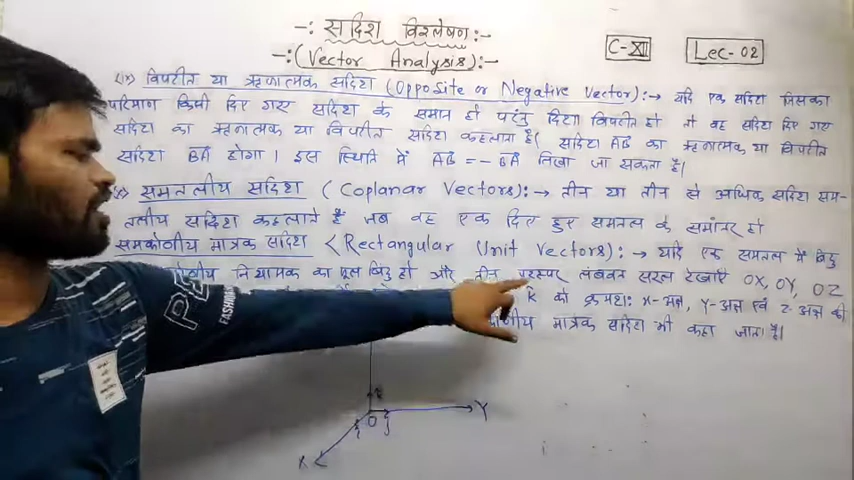 -: सदिश विश्लेषण:-
-:(Vector Analysis):-
C-XII
Lec-02
विपरीत या ऋणात्मक सदिश (Opposite or Negative Vector):→ यदि एक सदिश जिसका
परिमाण किसी दिए गए सदिश के समान हो परंतु दिशा विपरीत हो तो वह सदिश दिए गए
सदिश का ऋणात्मक या विपरीत सदिश कहलाता है। सदिश AB का ऋणात्मक या विपरीत
सदिश BA होगा। इस स्थिति में AB = - BA लिखा जा सकता है।
समतलीय सदिश (Coplanar Vectors):→ तीन या तीन से अधिक सदिश सम-
तलीय सदिश कहलाते हैं जब वह एक दिए हुए समतल के समांतर हो
समकोणीय मात्रक सदिश (Rectangular Unit Vectors):→ यदि एक समतल में बिंदु
नियामक का मूल बिंदु हो और तीन परस्पर लंबवत सरल रेखाएँ OX, OY, OZ
k को क्रमश: x-अक्ष, Y-अक्ष एवं z-अक्ष की
मात्रक सदिश भी कहा जाता है।
Y
O
X
FASHION